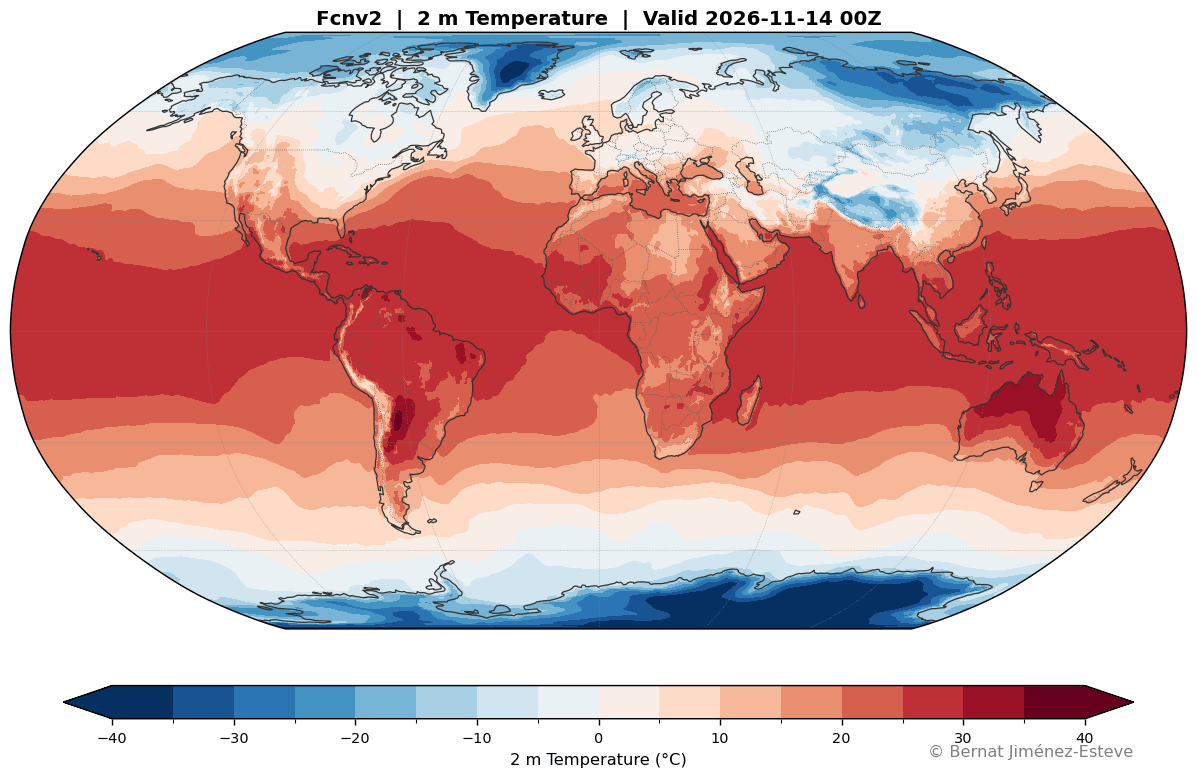 Fcnv2 | 2 m Temperature | Valid 2026-11-14 00Z
−40 −30 −20 −10 0 10 20 30 40
2 m Temperature (°C)
© Bernat Jiménez-Esteve